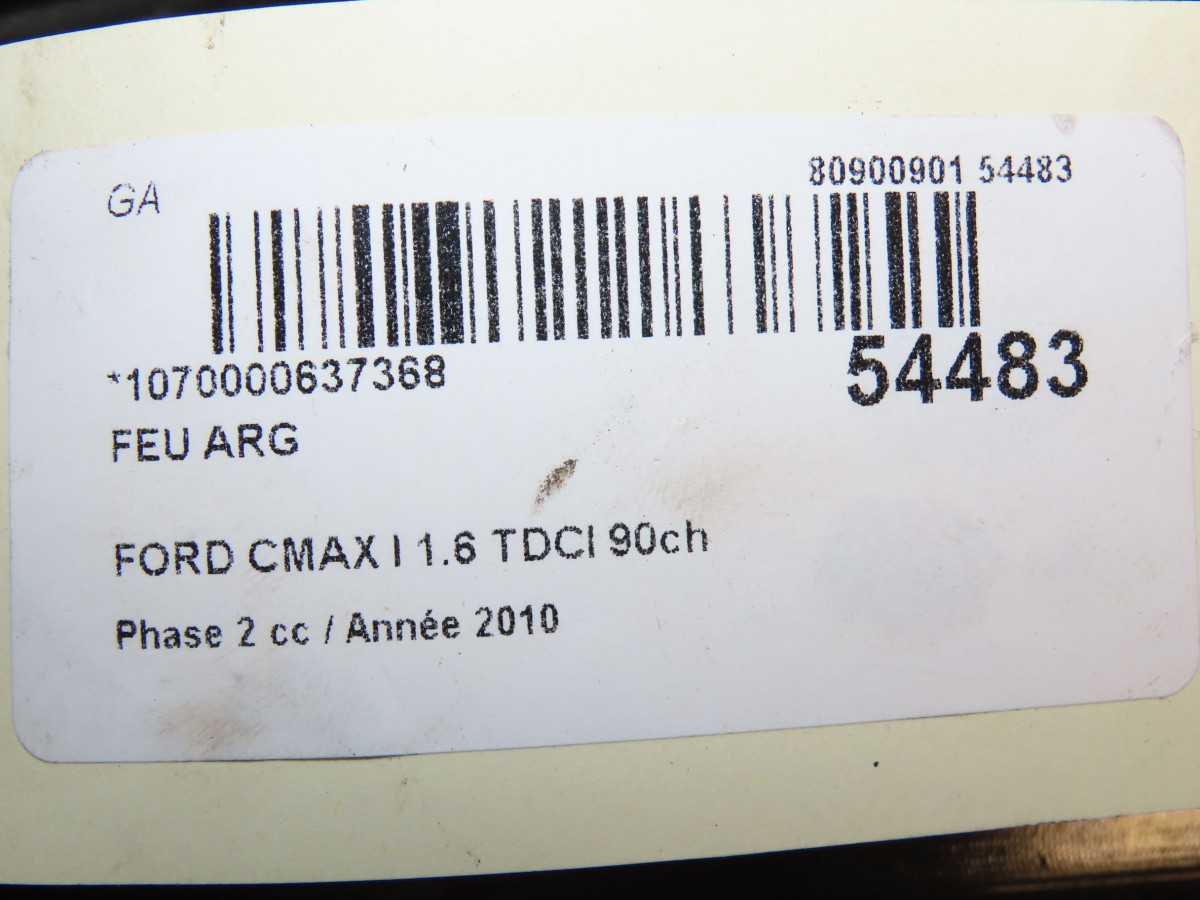 GA
80900901 54483
*1070000637368
54483
FEU ARG
FORD CMAX I 1.6 TDCI 90ch
Phase 2 cc / Année 2010